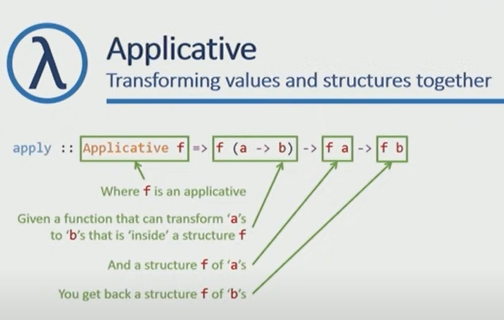 λ
Applicative
Transforming values and structures together
apply :: Applicative f => f (a -> b) -> f a -> f b
Where f is an applicative
Given a function that can transform 'a's
to 'b's that is 'inside' a structure f
And a structure f of 'a's
You get back a structure f of 'b's